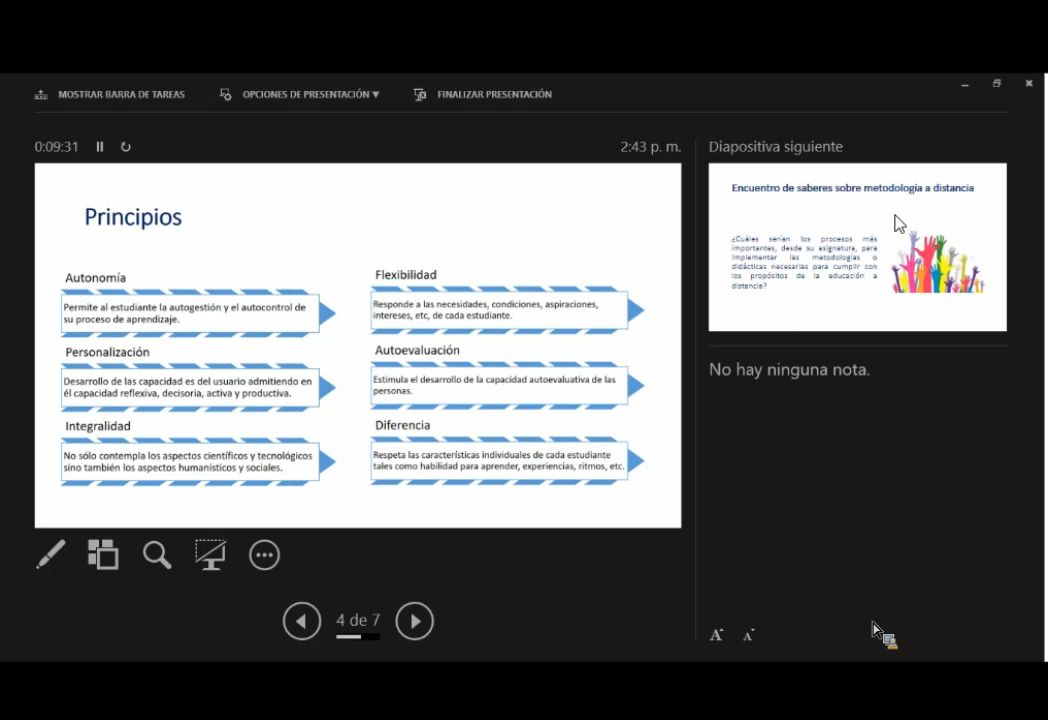 MOSTRAR BARRA DE TAREAS
OPCIONES DE PRESENTACIÓN ▼
FINALIZAR PRESENTACIÓN
0:09:31
2:43 p. m.
Principios
Autonomía
Permite al estudiante la autogestión y el autocontrol de
su proceso de aprendizaje.
Personalización
Desarrollo de las capacidad es del usuario admitiendo en
él capacidad reflexiva, decisoria, activa y productiva.
Integralidad
No sólo contempla los aspectos científicos y tecnológicos
sino también los aspectos humanísticos y sociales.
Flexibilidad
Responde a las necesidades, condiciones, aspiraciones,
intereses, etc, de cada estudiante.
Autoevaluación
Estimula el desarrollo de la capacidad autoevaluativa de las
personas.
Diferencia
Respeta las características individuales de cada estudiante
tales como habilidad para aprender, experiencias, ritmos, etc.
4 de 7
Diapositiva siguiente
Encuentro de saberes sobre metodología a distancia
¿Cuáles serían los procesos más
importantes, desde su asignatura, para
implementar las metodologías o
didácticas necesarias para cumplir con
los propósitos de la educación a
distancia?
No hay ninguna nota.
A A